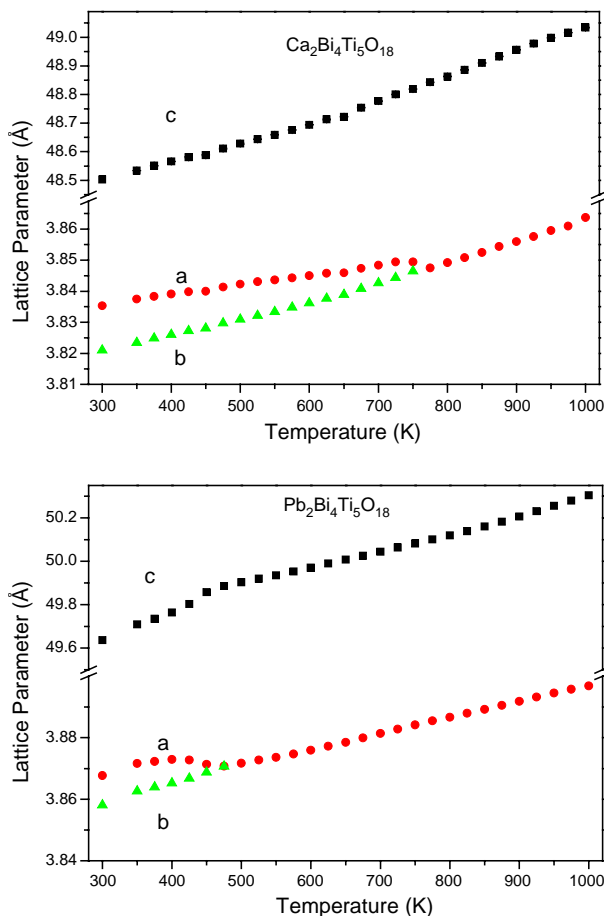 Ca₂Bi₄Ti₅O₁₈
49.0
48.9
48.8
48.7
48.6
48.5
3.86
3.85
3.84
3.83
3.82
3.81
Lattice Parameter (Å)
c
a
b
300 400 500 600 700 800 900 1000
Temperature (K)
Pb₂Bi₄Ti₅O₁₈
50.2
50.0
49.8
49.6
3.88
3.86
3.84
Lattice Parameter (Å)
c
a
b
300 400 500 600 700 800 900 1000
Temperature (K)